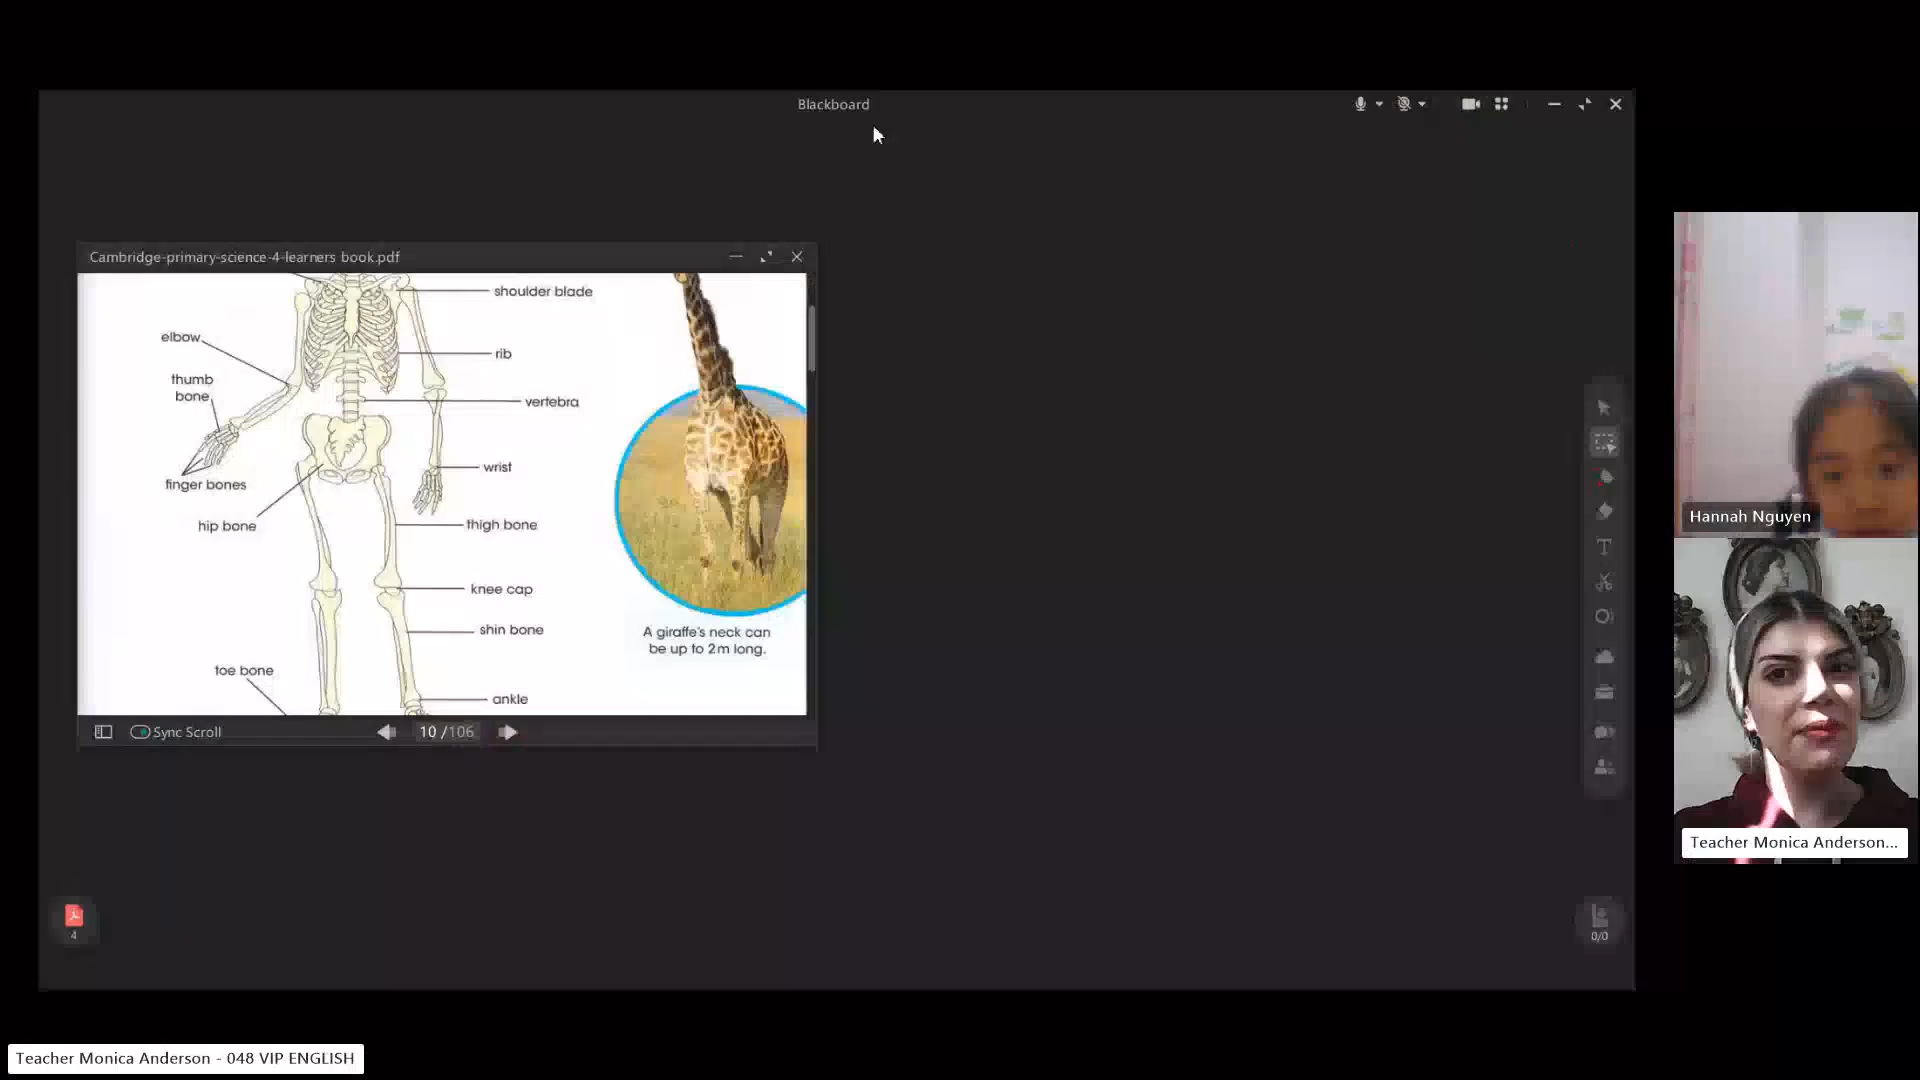 Blackboard
Cambridge-primary-science-4-learners book.pdf
shoulder blade
elbow
rib
thumb
bone
vertebra
wrist
finger bones
hip bone
thigh bone
knee cap
shin bone
A giraffe's neck can
be up to 2m long.
toe bone
ankle
Sync Scroll
10 /106
Hannah Nguyen
Teacher Monica Anderson...
4
0/0
Teacher Monica Anderson - 048 VIP ENGLISH